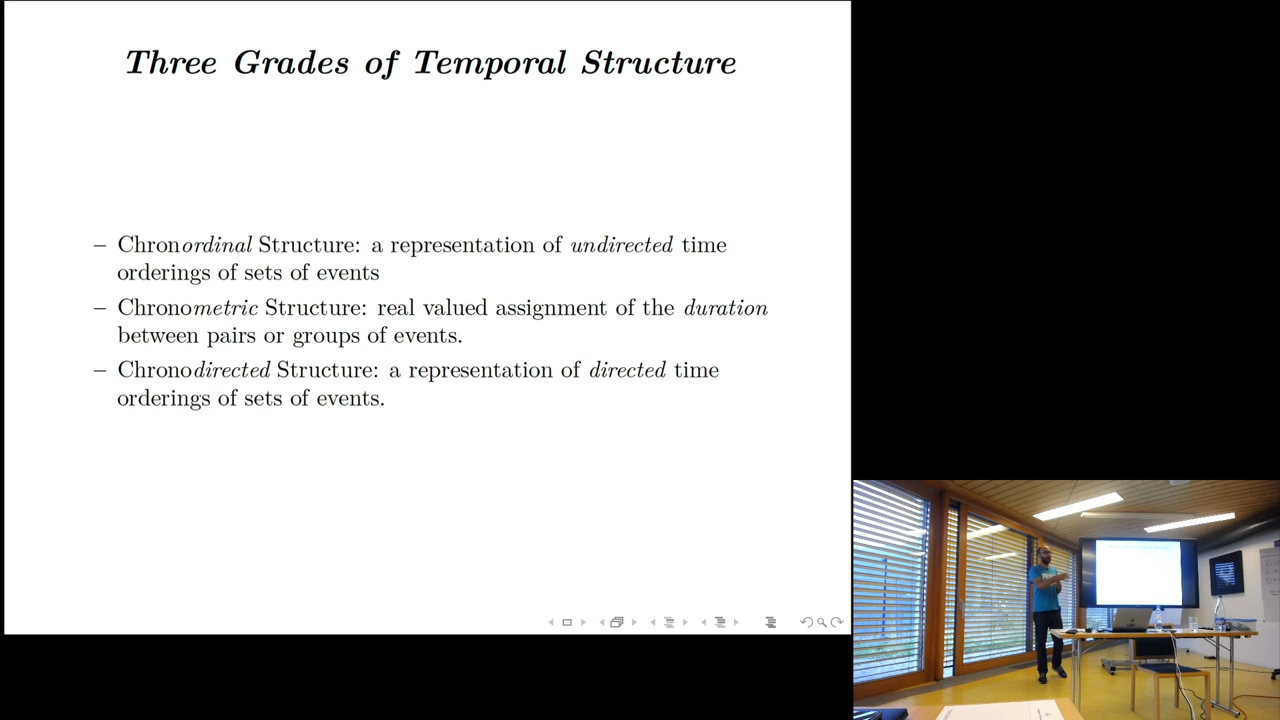 Three Grades of Temporal Structure
– Chronordinal Structure: a representation of undirected time
orderings of sets of events
– Chronometric Structure: real valued assignment of the duration
between pairs or groups of events.
– Chronodirected Structure: a representation of directed time
orderings of sets of events.